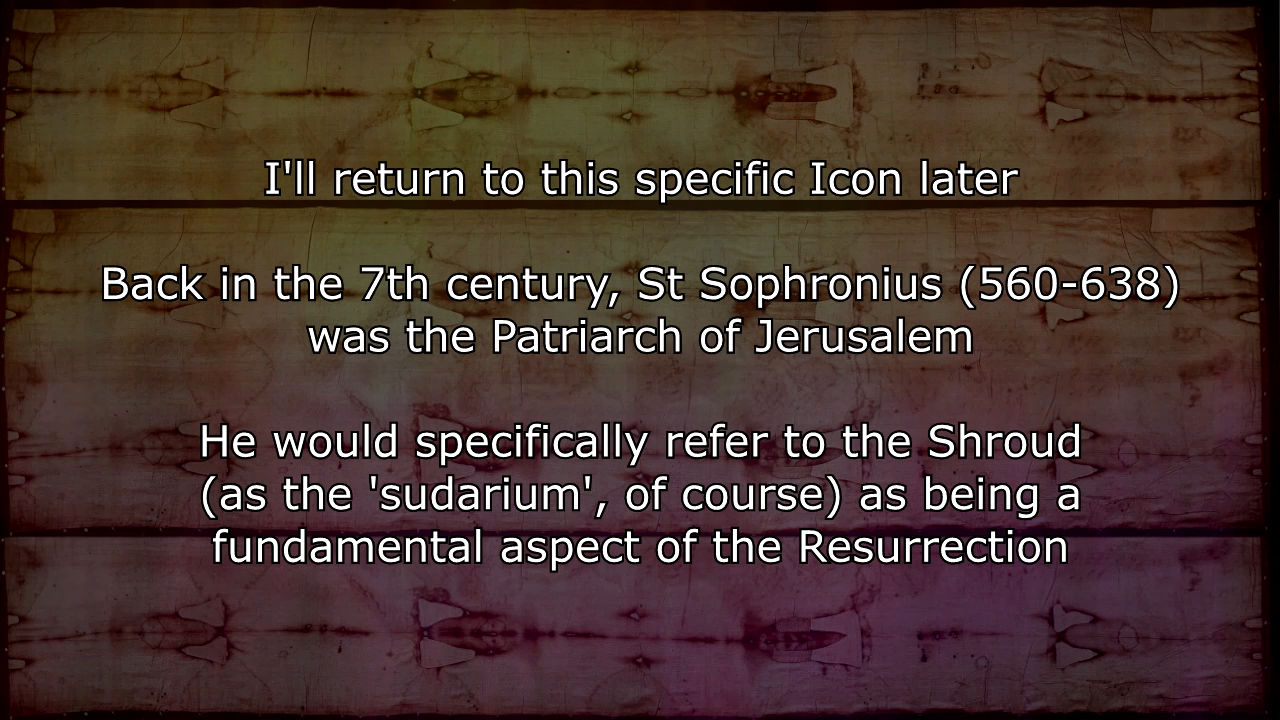 I'll return to this specific Icon later
Back in the 7th century, St Sophronius (560-638)
was the Patriarch of Jerusalem
He would specifically refer to the Shroud
(as the 'sudarium', of course) as being a
fundamental aspect of the Resurrection